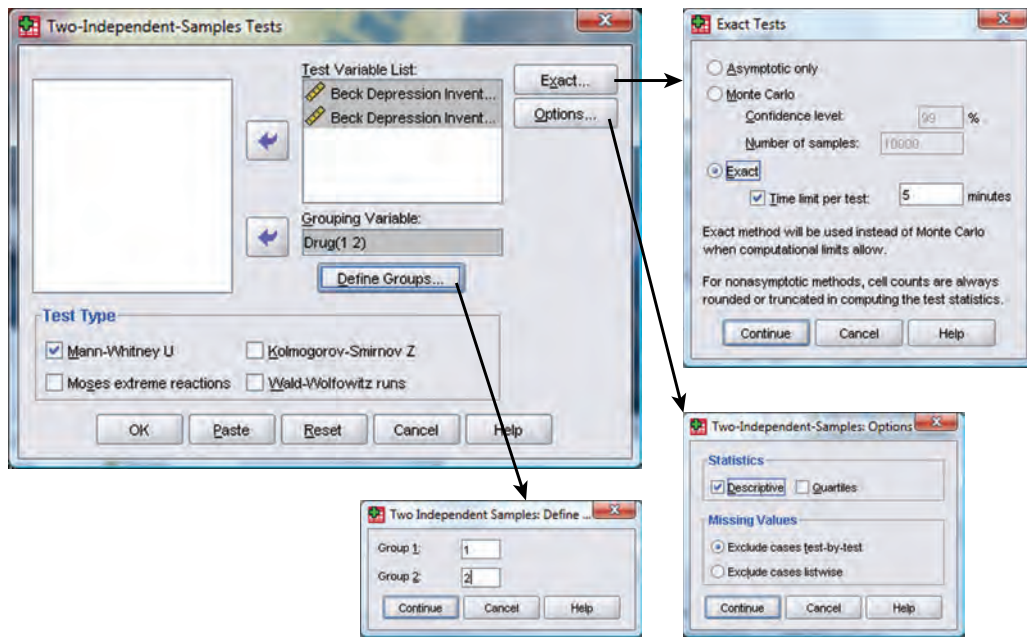 Two-Independent-Samples Tests
Test Variable List:
Beck Depression Invent...
Beck Depression Invent...
Exact...
Options...
Grouping Variable:
Drug(1 2)
Define Groups...
Test Type
Mann-Whitney U
Kolmogorov-Smirnov Z
Moses extreme reactions
Wald-Wolfowitz runs
OK
Paste
Reset
Cancel
Help
Exact Tests
Asymptotic only
Monte Carlo
Confidence level:
99
%
Number of samples:
10000
Exact
Time limit per test:
5
minutes
Exact method will be used instead of Monte Carlo
when computational limits allow.
For nonasymptotic methods, cell counts are always
rounded or truncated in computing the test statistics.
Continue
Cancel
Help
Two Independent Samples: Define ...
Group 1:
1
Group 2:
2
Continue
Cancel
Help
Two-Independent-Samples: Options
Statistics
Descriptive
Quartiles
Missing Values
Exclude cases test-by-test
Exclude cases listwise
Continue
Cancel
Help